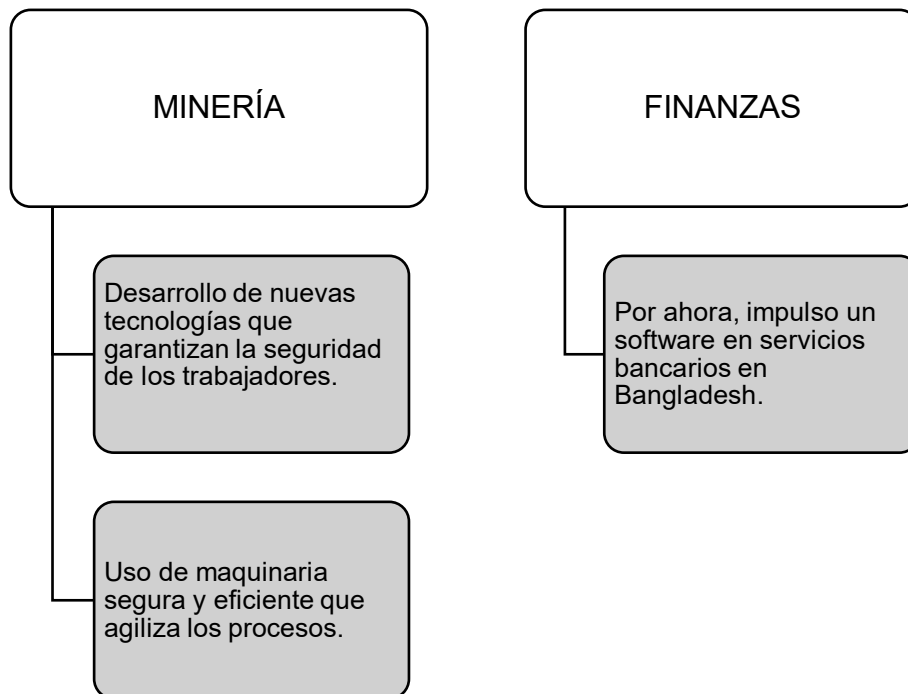 MINERÍA
Desarrollo de nuevas
tecnologías que
garantizan la seguridad
de los trabajadores.
Uso de maquinaria
segura y eficiente que
agiliza los procesos.
FINANZAS
Por ahora, impulso un
software en servicios
bancarios en
Bangladesh.